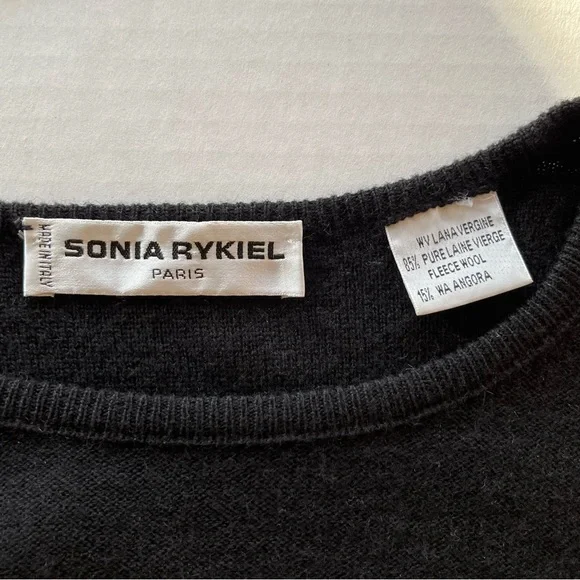 MADE IN ITALY
SONIA RYKIEL
PARIS
WV LANA VERGINE
85% PURE LAINE VIERGE
FLEECE WOOL
15% WA ANGORA